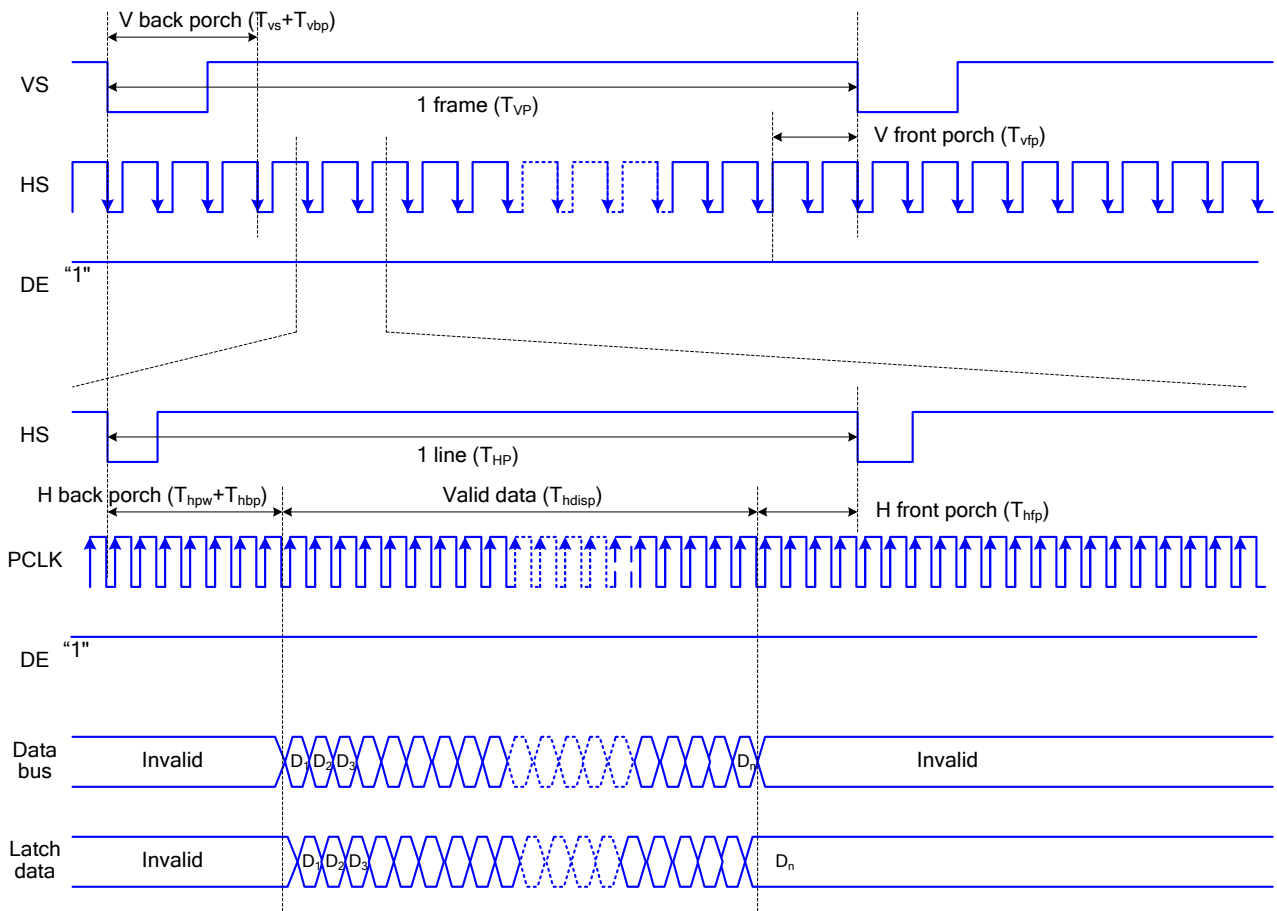 V back porch (Tvs+Tvbp)
VS
1 frame (TVP)
V front porch (Tvfp)
HS
“1"
DE
HS
1 line (THP)
H back porch (Thpw+Thbp)
Valid data (Thdisp)
H front porch (Thfp)
PCLK
“1"
DE
Data
bus
Invalid
D1
D2
D3
Dn
Invalid
Latch
data
Invalid
D1
D2
D3
Dn